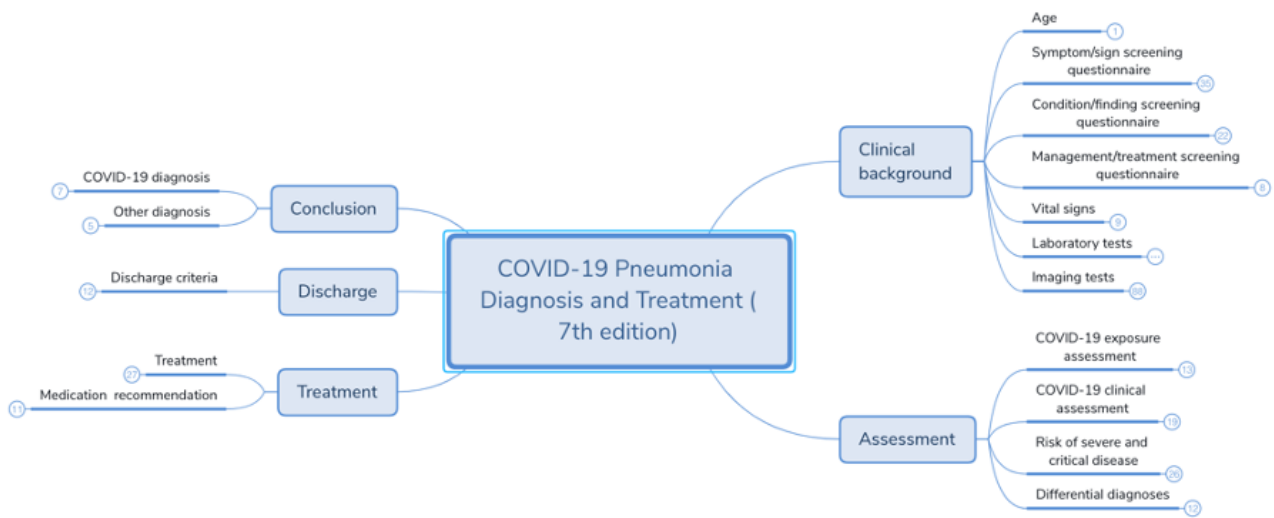 COVID-19 Pneumonia
Diagnosis and Treatment (
7th edition)
Clinical
background
Age
1
Symptom/sign screening
questionnaire
35
Condition/finding screening
questionnaire
22
Management/treatment screening
questionnaire
8
Vital signs
9
Laboratory tests
...
Imaging tests
88
Assessment
COVID-19 exposure
assessment
13
COVID-19 clinical
assessment
19
Risk of severe and
critical disease
26
Differential diagnoses
12
Conclusion
COVID-19 diagnosis
7
Other diagnosis
5
Discharge
Discharge criteria
12
Treatment
Treatment
27
Medication recommendation
11